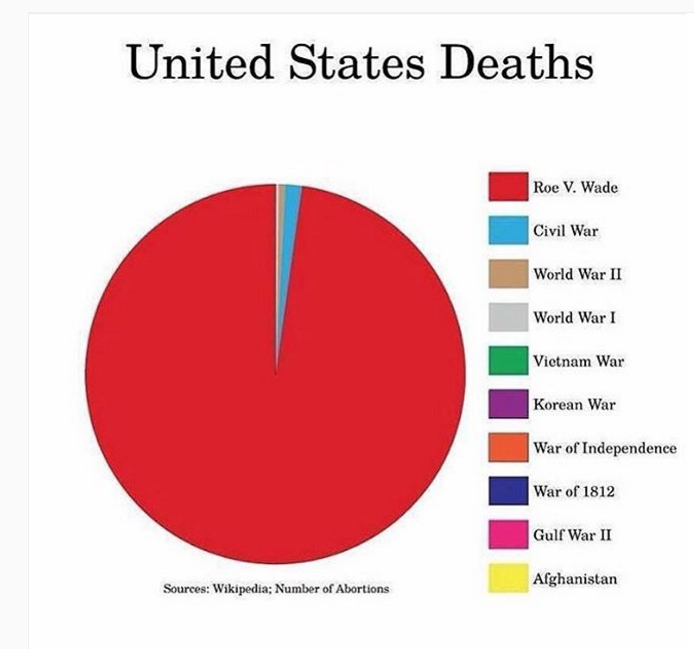 United States Deaths
Roe V. Wade
Civil War
World War II
World War I
Vietnam War
Korean War
War of Independence
War of 1812
Gulf War II
Afghanistan
Sources: Wikipedia; Number of Abortions